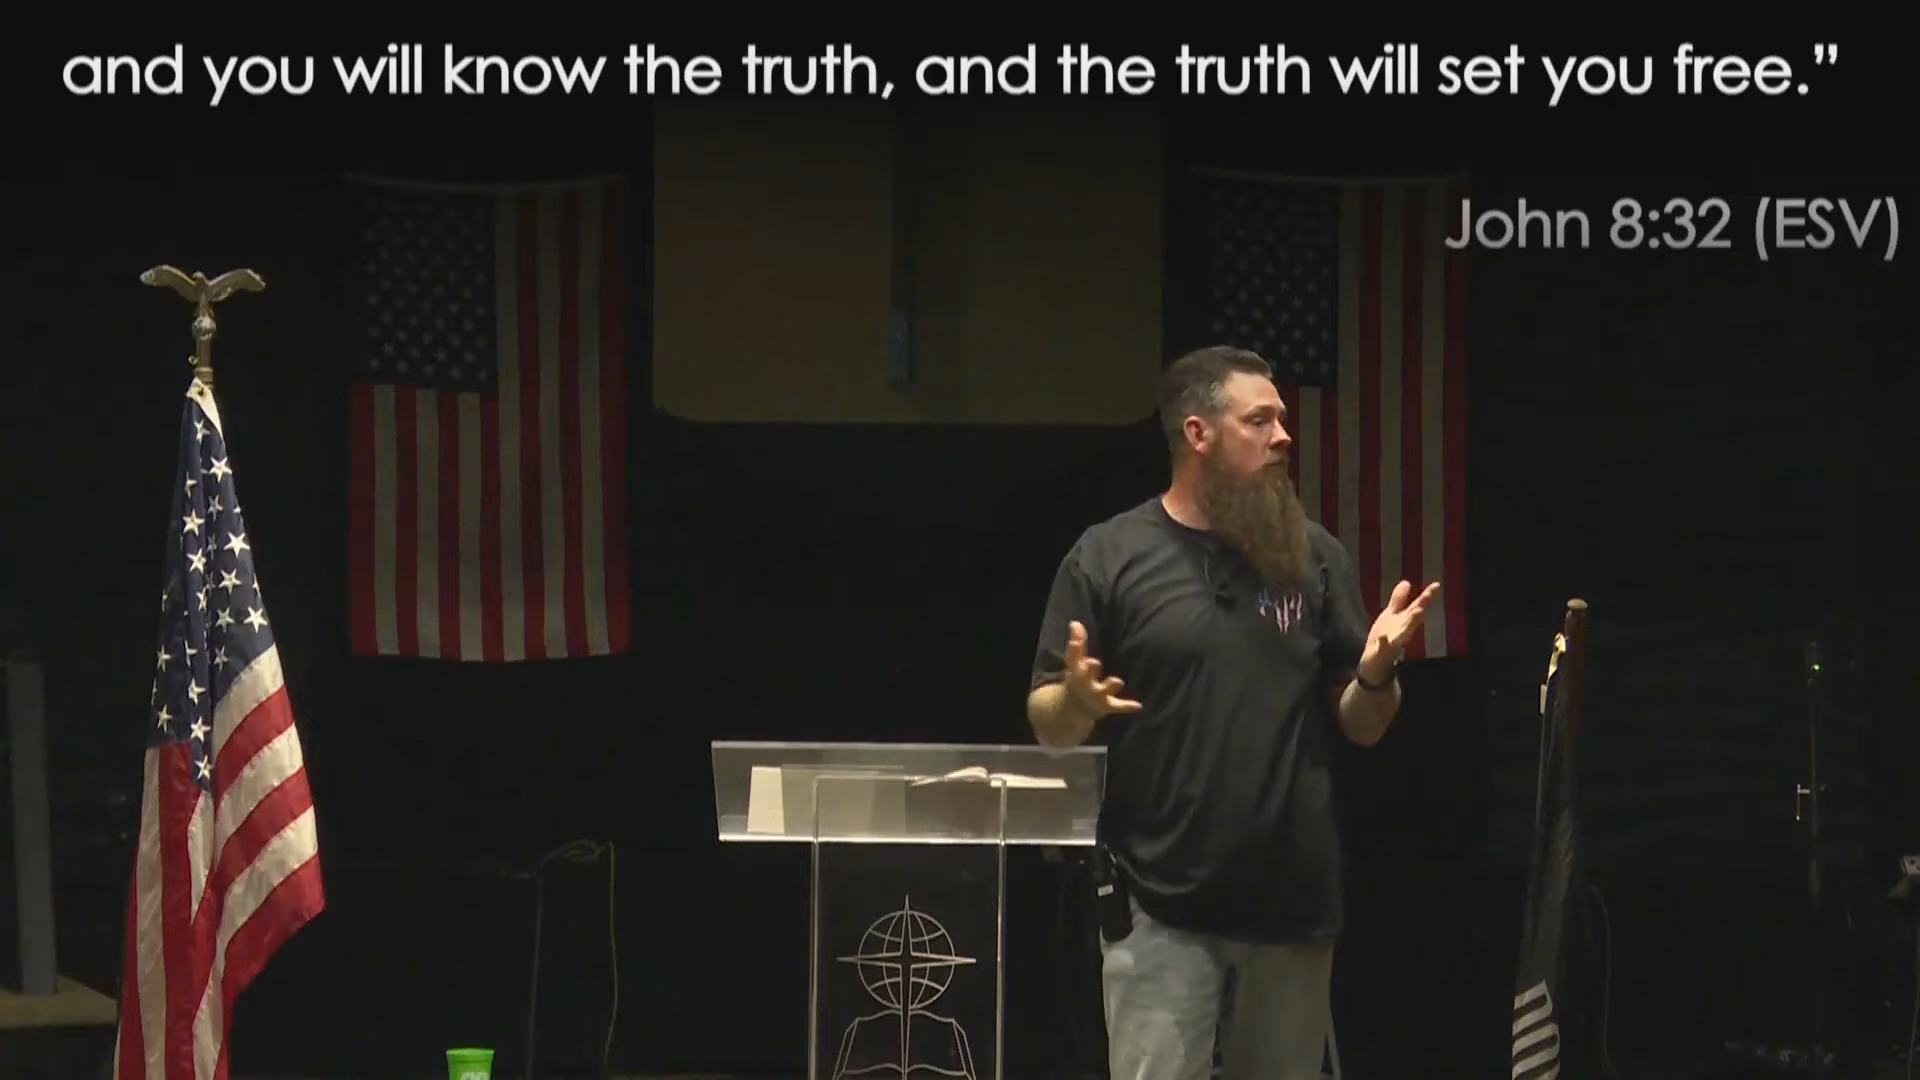 and you will know the truth, and the truth will set you free.”
John 8:32 (ESV)